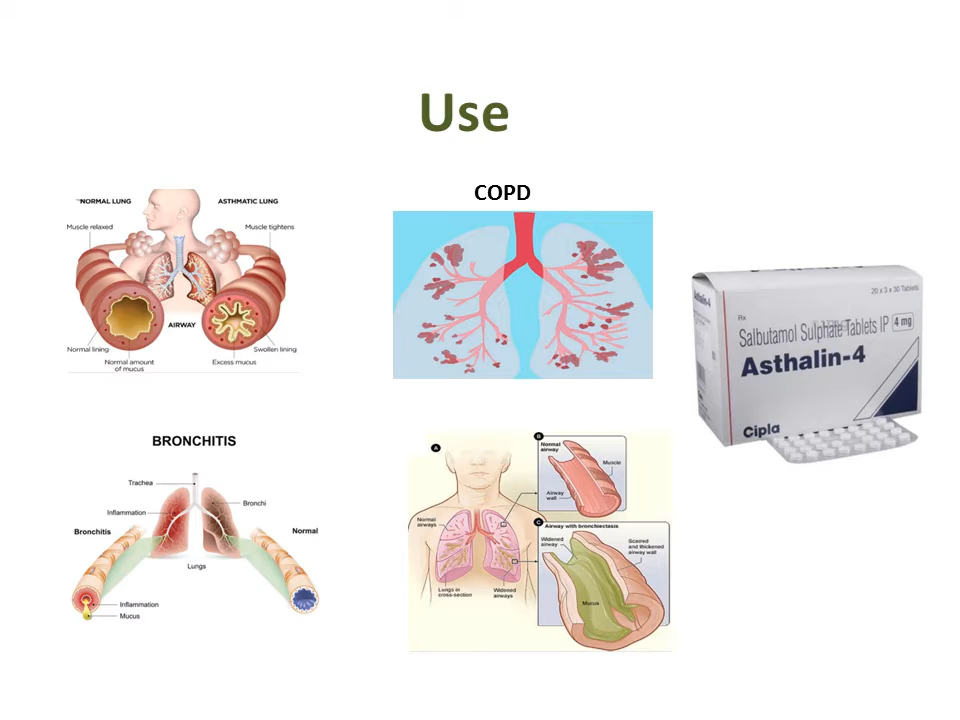 Use
NORMAL LUNG
ASTHMATIC LUNG
Muscle relaxed
Muscle tightens
AIRWAY
Normal lining
Swollen lining
Normal amount
of mucus
Excess mucus
COPD
20 x 3 x 30 Tablets
Asthalin-4
Rx
Salbutamol Sulphate Tablets IP 4 mg
Asthalin-4
Cipla
BRONCHITIS
Trachea
Bronchi
Inflammation
Bronchitis
Normal
Lungs
Inflammation
Mucus
A
B
Normal
airway
Muscle
Airway
wall
Normal
airways
C
Airway with bronchiectasis
Widened
airway
Scarred
and thickened
airway wall
Mucus
Lungs in
cross-section
Widened
airways